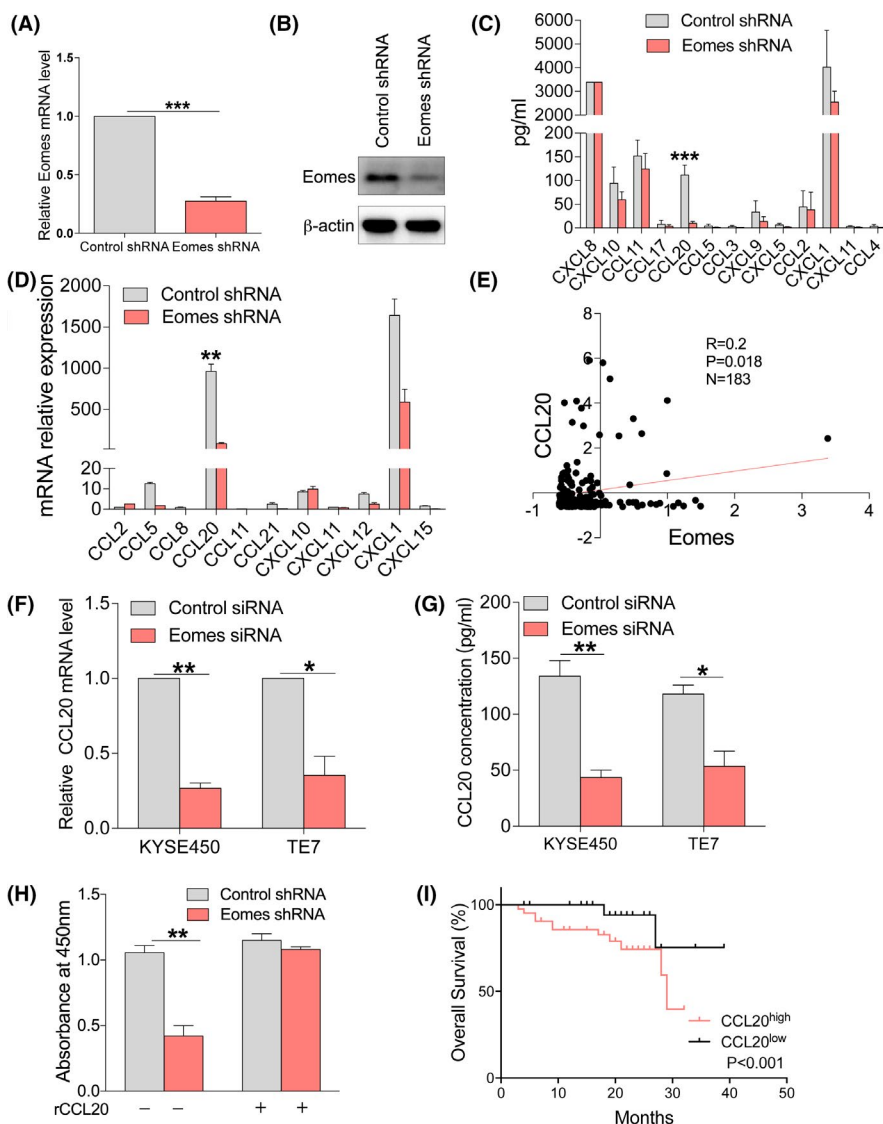 (A)
Relative Eomes mRNA level
1.5
1.0
0.5
0.0
***
Control shRNA Eomes shRNA
(B)
Control shRNA
Eomes shRNA
Eomes
β-actin
(C)
Control shRNA
Eomes shRNA
pg/ml
6000
5000
4000
3000
2000
200
150
100
50
0
***
CXCL8
CXCL10
CCL11
CCL17
CCL20
CCL5
CCL3
CXCL9
CXCL5
CCL2
CXCL1
CXCL11
CCL4
(D)
Control shRNA
Eomes shRNA
mRNA relative expression
2000
1500
1000
500
20
10
0
**
CCL2
CCL5
CCL8
CCL20
CCL11
CCL21
CXCL10
CXCL11
CXCL12
CXCL1
CXCL15
(E)
CCL20
8
6
4
2
-2
R=0.2
P=0.018
N=183
-1 0 1 2 3 4
Eomes
(F)
Control siRNA
Eomes siRNA
Relative CCL20 mRNA level
1.5
1.0
0.5
0.0
** *
KYSE450 TE7
(G)
Control siRNA
Eomes siRNA
CCL20 concentration (pg/ml)
200
150
100
50
0
** *
KYSE450 TE7
(H)
Control shRNA
Eomes shRNA
Absorbance at 450nm
1.5
1.0
0.5
0.0
**
rCCL20 – – + +
(I)
Overall Survival (%)
100
50
0
CCL20high
CCL20low
P<0.001
0 10 20 30 40 50
Months